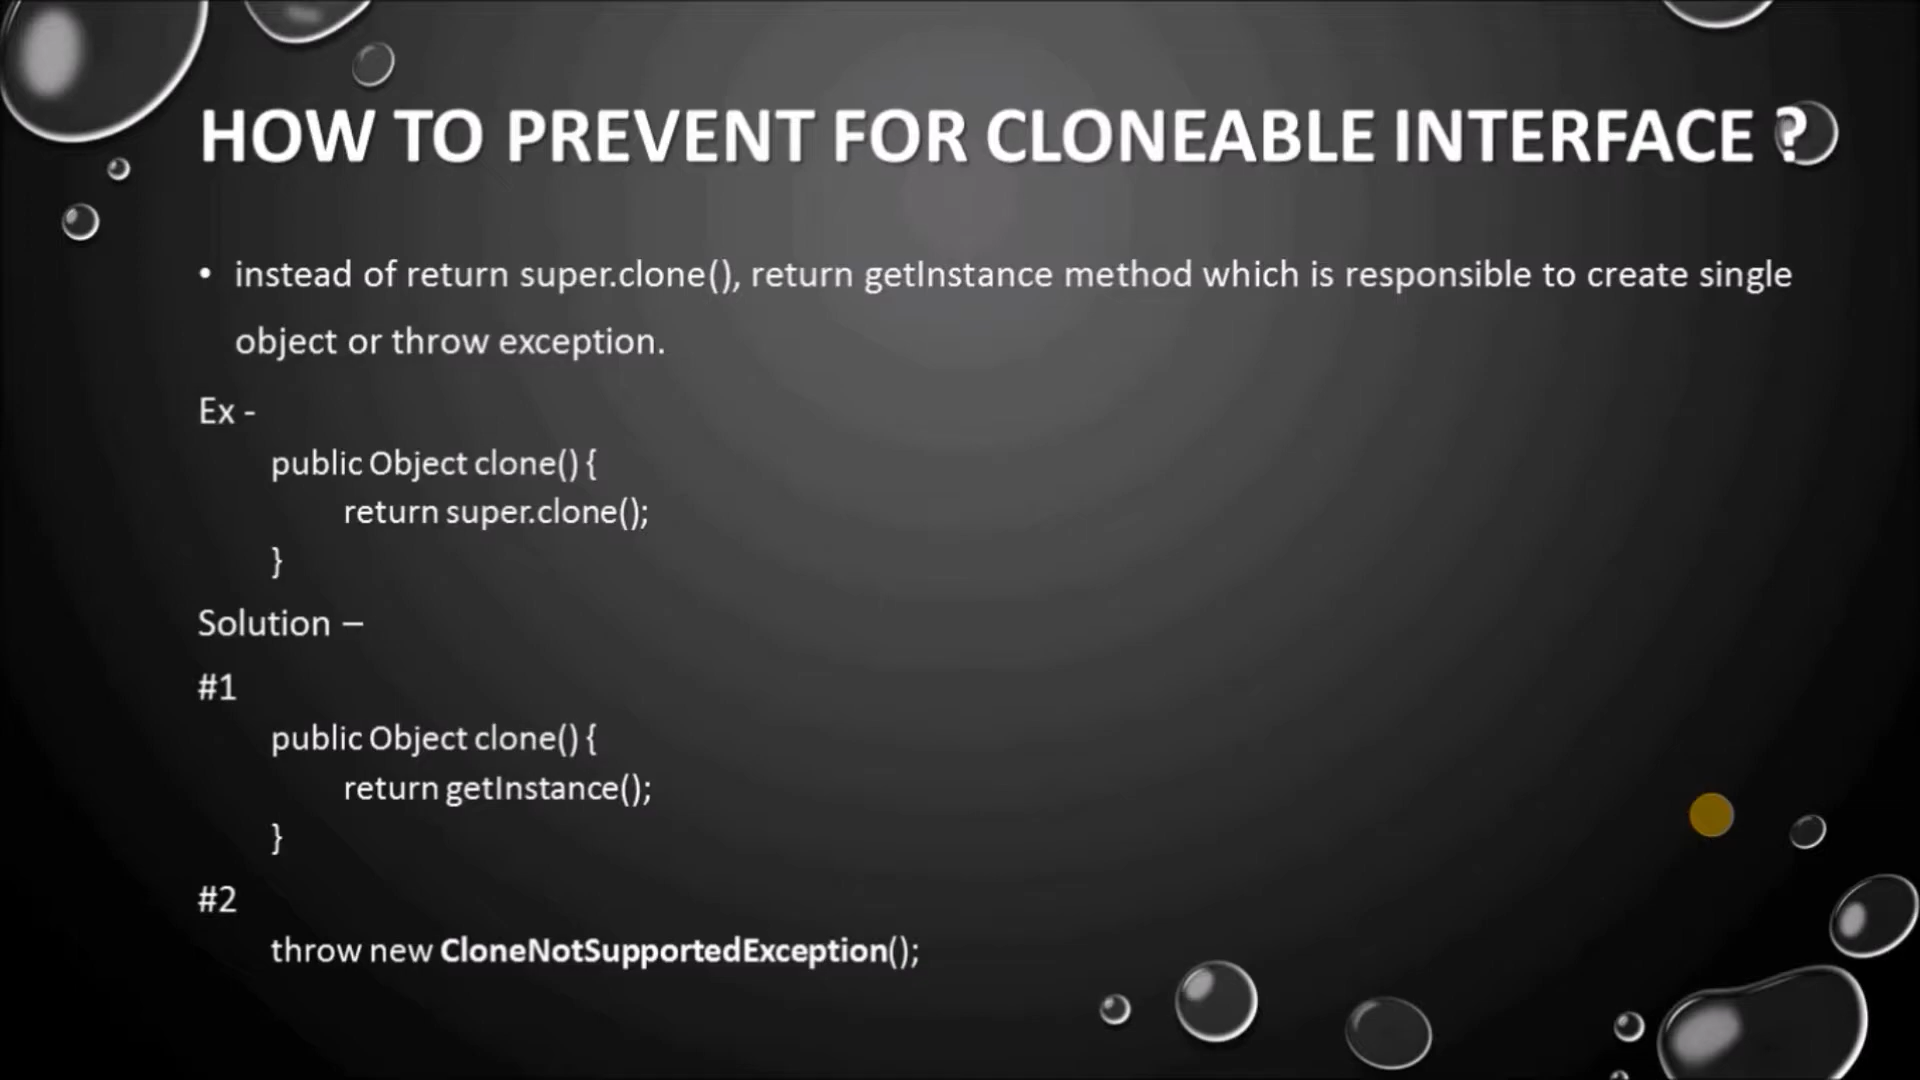 HOW TO PREVENT FOR CLONEABLE INTERFACE ?
• instead of return super.clone(), return getInstance method which is responsible to create single
object or throw exception.
Ex -
public Object clone() {
return super.clone();
}
Solution –
#1
public Object clone() {
return getInstance();
}
#2
throw new CloneNotSupportedException();